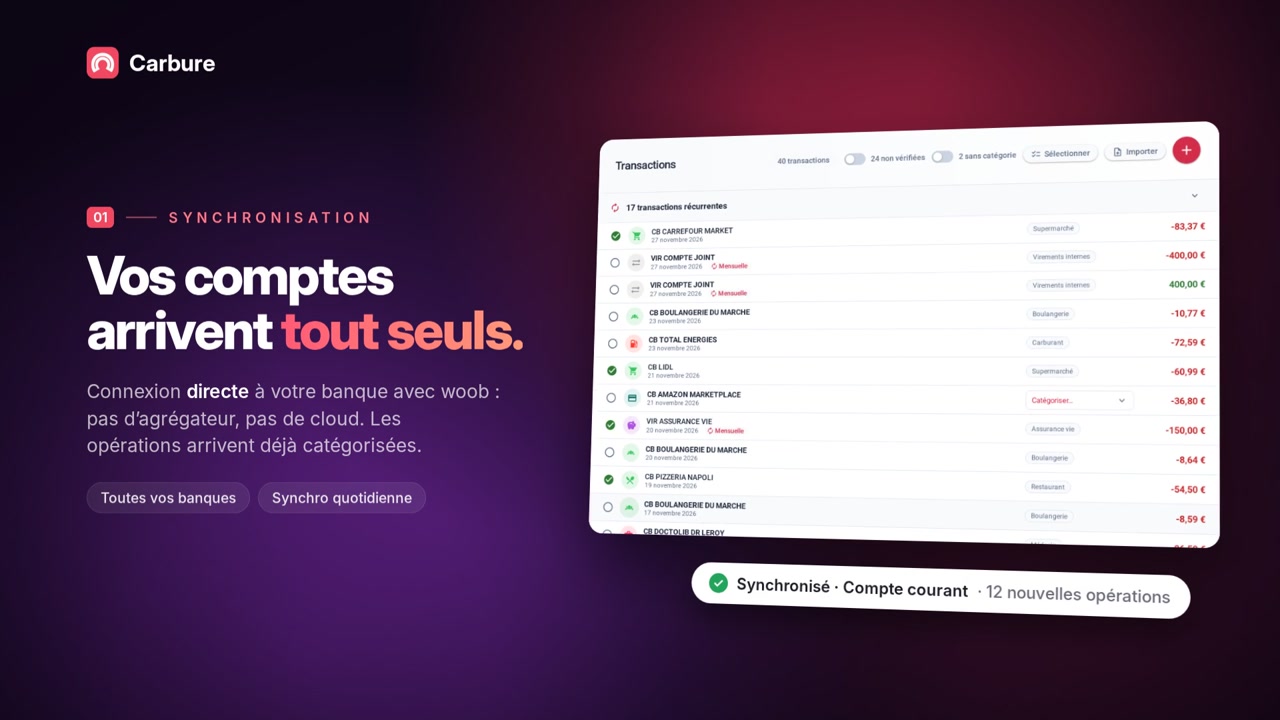 Carbure
01 SYNCHRONISATION
Vos comptes
arrivent tout seuls.
Connexion directe à votre banque avec woob :
pas d’agrégateur, pas de cloud. Les
opérations arrivent déjà catégorisées.
Toutes vos banques Synchro quotidienne
Transactions 40 transactions 24 non vérifiées 2 sans catégorie Sélectionner Importer
17 transactions récurrentes
CB CARREFOUR MARKET Supermarché -83,37 €
27 novembre 2026
VIR COMPTE JOINT Virements internes -400,00 €
27 novembre 2026 Mensuelle
VIR COMPTE JOINT Virements internes 400,00 €
27 novembre 2026 Mensuelle
CB BOULANGERIE DU MARCHE Boulangerie -10,77 €
23 novembre 2026
CB TOTAL ENERGIES Carburant -72,59 €
23 novembre 2026
CB LIDL Supermarché -60,99 €
21 novembre 2026
CB AMAZON MARKETPLACE Catégoriser... -36,80 €
21 novembre 2026
VIR ASSURANCE VIE Assurance vie -150,00 €
20 novembre 2026 Mensuelle
CB BOULANGERIE DU MARCHE Boulangerie -8,64 €
20 novembre 2026
CB PIZZERIA NAPOLI Restaurant -54,50 €
19 novembre 2026
CB BOULANGERIE DU MARCHE Boulangerie -8,59 €
17 novembre 2026
CB DOCTOLIB DR LEROY
Synchronisé · Compte courant · 12 nouvelles opérations